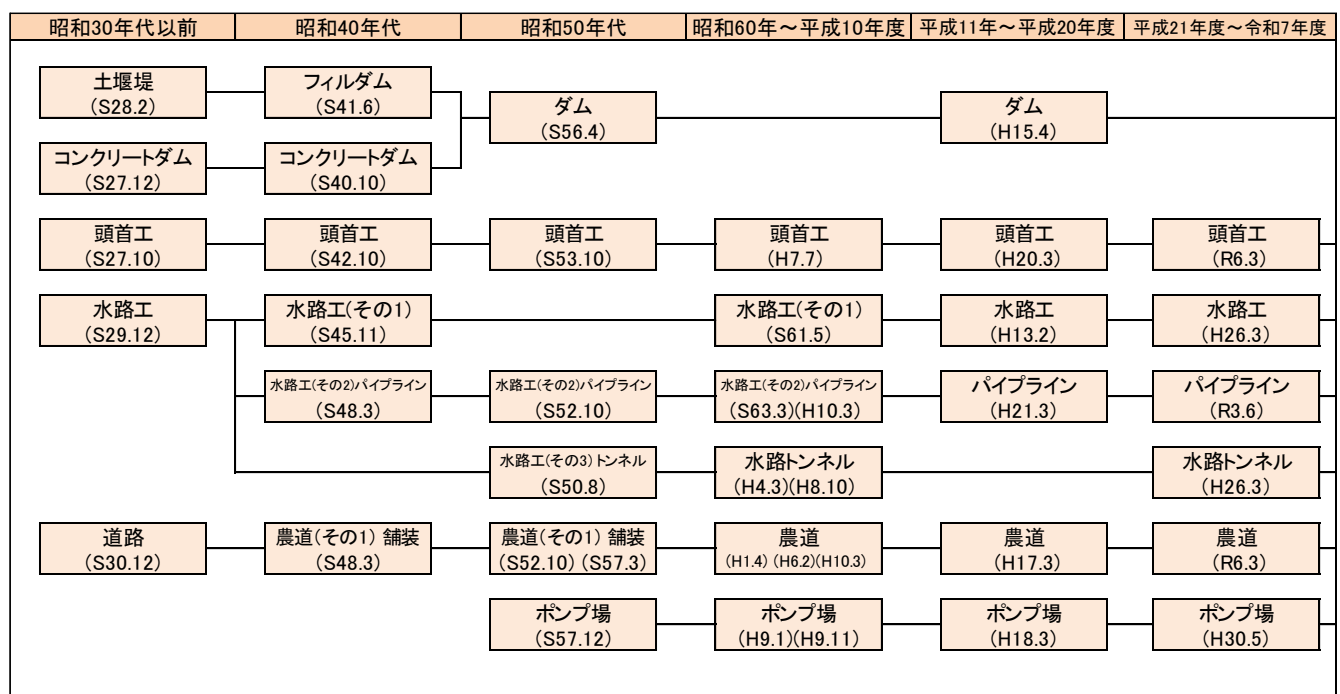 昭和30年代以前 昭和40年代 昭和50年代 昭和60年～平成10年度 平成11年～平成20年度 平成21年度～令和7年度
土堰堤 フィルダム
(S28.2) (S41.6)
ダム ダム
(S56.4) (H15.4)
コンクリートダム コンクリートダム
(S27.12) (S40.10)
頭首工 頭首工 頭首工 頭首工 頭首工 頭首工
(S27.10) (S42.10) (S53.10) (H7.7) (H20.3) (R6.3)
水路工 水路工(その1) 水路工(その1) 水路工 水路工
(S29.12) (S45.11) (S61.5) (H13.2) (H26.3)
水路工(その2)パイプライン 水路工(その2)パイプライン 水路工(その2)パイプライン パイプライン パイプライン
(S48.3) (S52.10) (S63.3)(H10.3) (H21.3) (R3.6)
水路工(その3)トンネル 水路トンネル 水路トンネル
(S50.8) (H4.3)(H8.10) (H26.3)
道路 農道(その1) 舗装 農道(その1) 舗装 農道 農道 農道
(S30.12) (S48.3) (S52.10) (S57.3) (H1.4) (H6.2)(H10.3) (H17.3) (R6.3)
ポンプ場 ポンプ場 ポンプ場 ポンプ場
(S57.12) (H9.1)(H9.11) (H18.3) (H30.5)